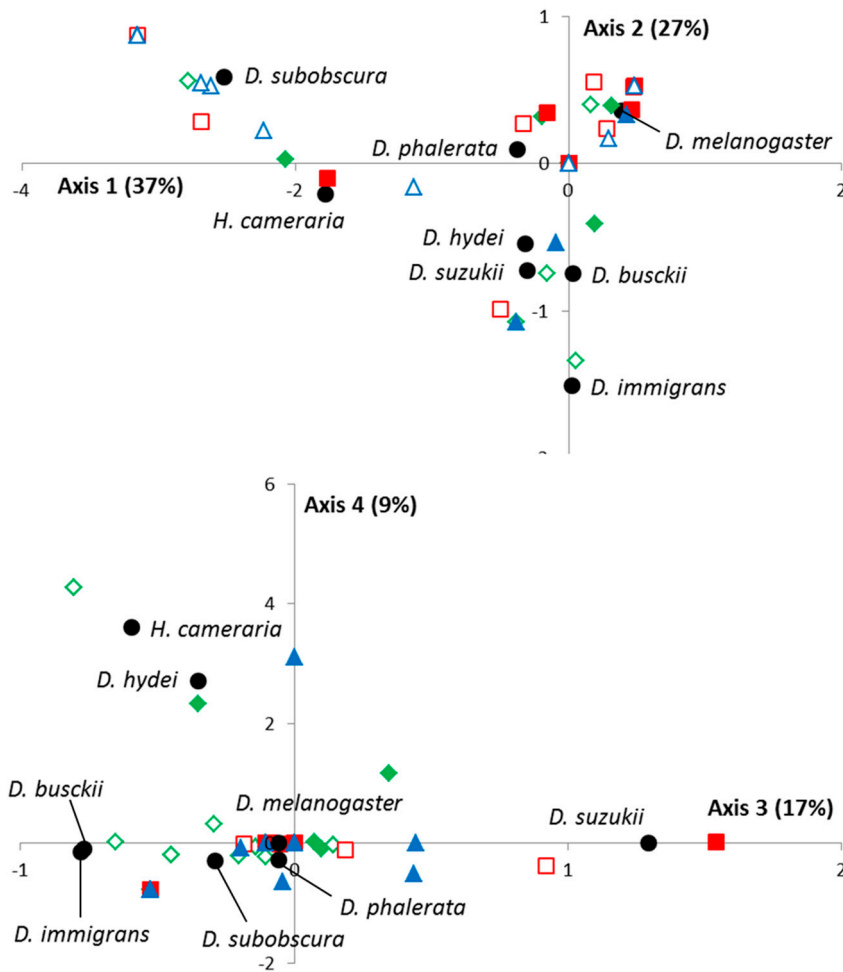 1
Axis 2 (27%)
D. subobscura
D. phalerata
D. melanogaster
0
-4
-2
0
2
Axis 1 (37%)
H. cameraria
D. hydei
D. suzukii
D. busckii
-1
D. immigrans
6
Axis 4 (9%)
4
H. cameraria
D. hydei
2
D. busckii
D. melanogaster
D. suzukii
Axis 3 (17%)
0
-1
0
1
2
D. immigrans
D. subobscura
D. phalerata
-2